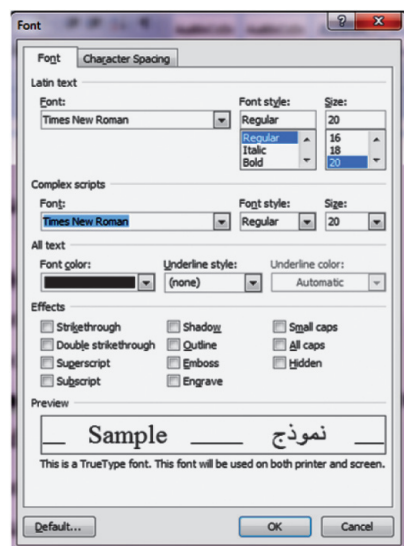 Font
Font Character Spacing
Latin text
Font: Font style: Size:
Times New Roman Regular 20
Regular 16
Italic 18
Bold 20
Complex scripts
Font: Font style: Size:
Times New Roman Regular 20
All text
Font color: Underline style: Underline color:
(none) Automatic
Effects
Strikethrough Shadow Small caps
Double strikethrough Outline All caps
Superscript Emboss Hidden
Subscript Engrave
Preview
Sample نموذج
This is a TrueType font. This font will be used on both printer and screen.
Default... OK Cancel